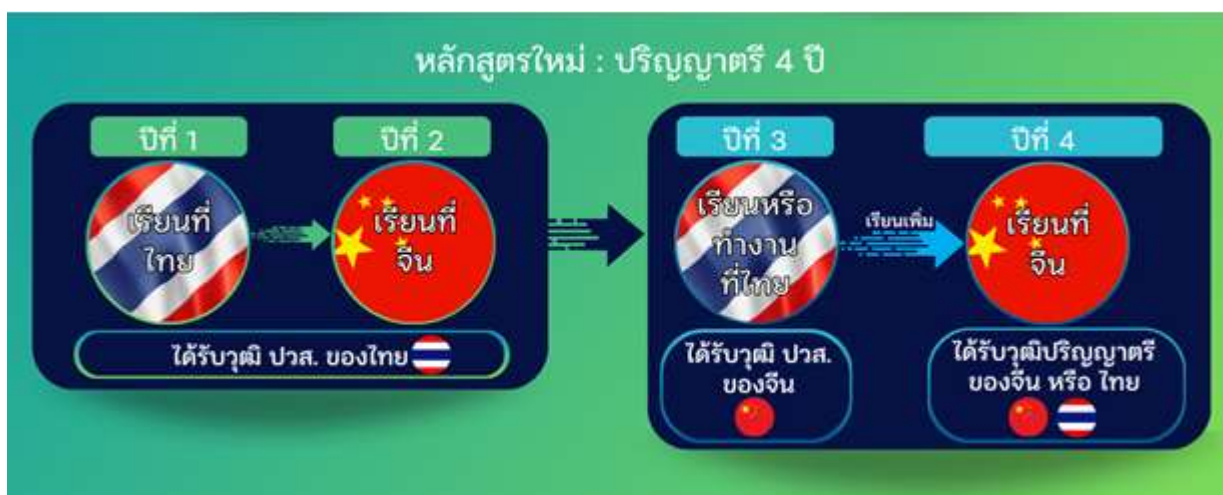 หลักสูตรใหม่ : ปริญญาตรี 4 ปี
ปีที่ 1
ปีที่ 2
เรียนที่
ไทย
เรียนที่
จีน
ได้รับวุฒิ ปวส. ของไทย
ปีที่ 3
ปีที่ 4
เรียนหรือ
ทำงาน
ที่ไทย
เรียนเพิ่ม
เรียนที่
จีน
ได้รับวุฒิ ปวส.
ของจีน
ได้รับวุฒิปริญญาตรี
ของจีน หรือ ไทย